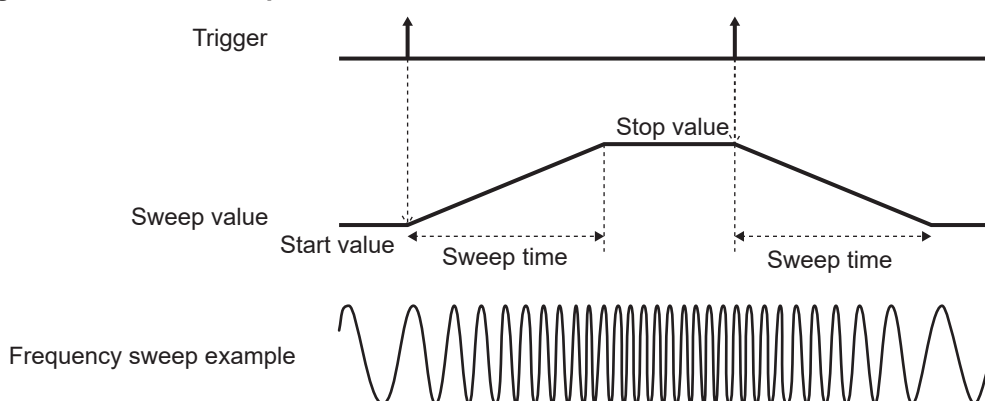 Trigger
Stop value
Sweep value
Start value
Sweep time
Sweep time
Frequency sweep example